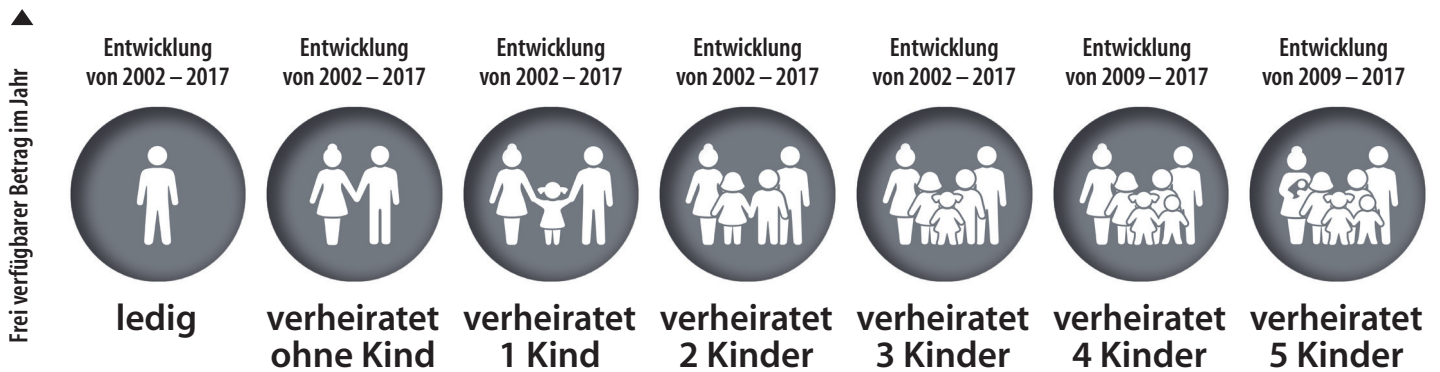 ▲
Frei verfügbarer Betrag im Jahr
Entwicklung
von 2002 – 2017
ledig
Entwicklung
von 2002 – 2017
verheiratet
ohne Kind
Entwicklung
von 2002 – 2017
verheiratet
1 Kind
Entwicklung
von 2002 – 2017
verheiratet
2 Kinder
Entwicklung
von 2002 – 2017
verheiratet
3 Kinder
Entwicklung
von 2009 – 2017
verheiratet
4 Kinder
Entwicklung
von 2009 – 2017
verheiratet
5 Kinder